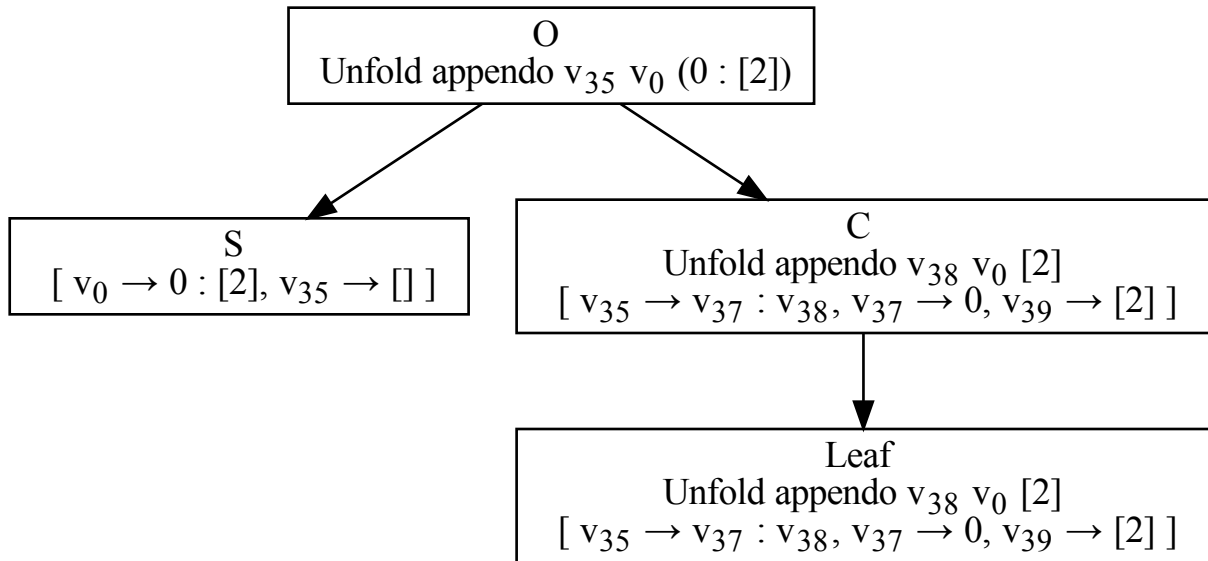 O
Unfold appendo v₃₅ v₀ (0 : [2])
S
[ v₀ → 0 : [2], v₃₅ → [] ]
C
Unfold appendo v₃₈ v₀ [2]
[ v₃₅ → v₃₇ : v₃₈, v₃₇ → 0, v₃₉ → [2] ]
Leaf
Unfold appendo v₃₈ v₀ [2]
[ v₃₅ → v₃₇ : v₃₈, v₃₇ → 0, v₃₉ → [2] ]